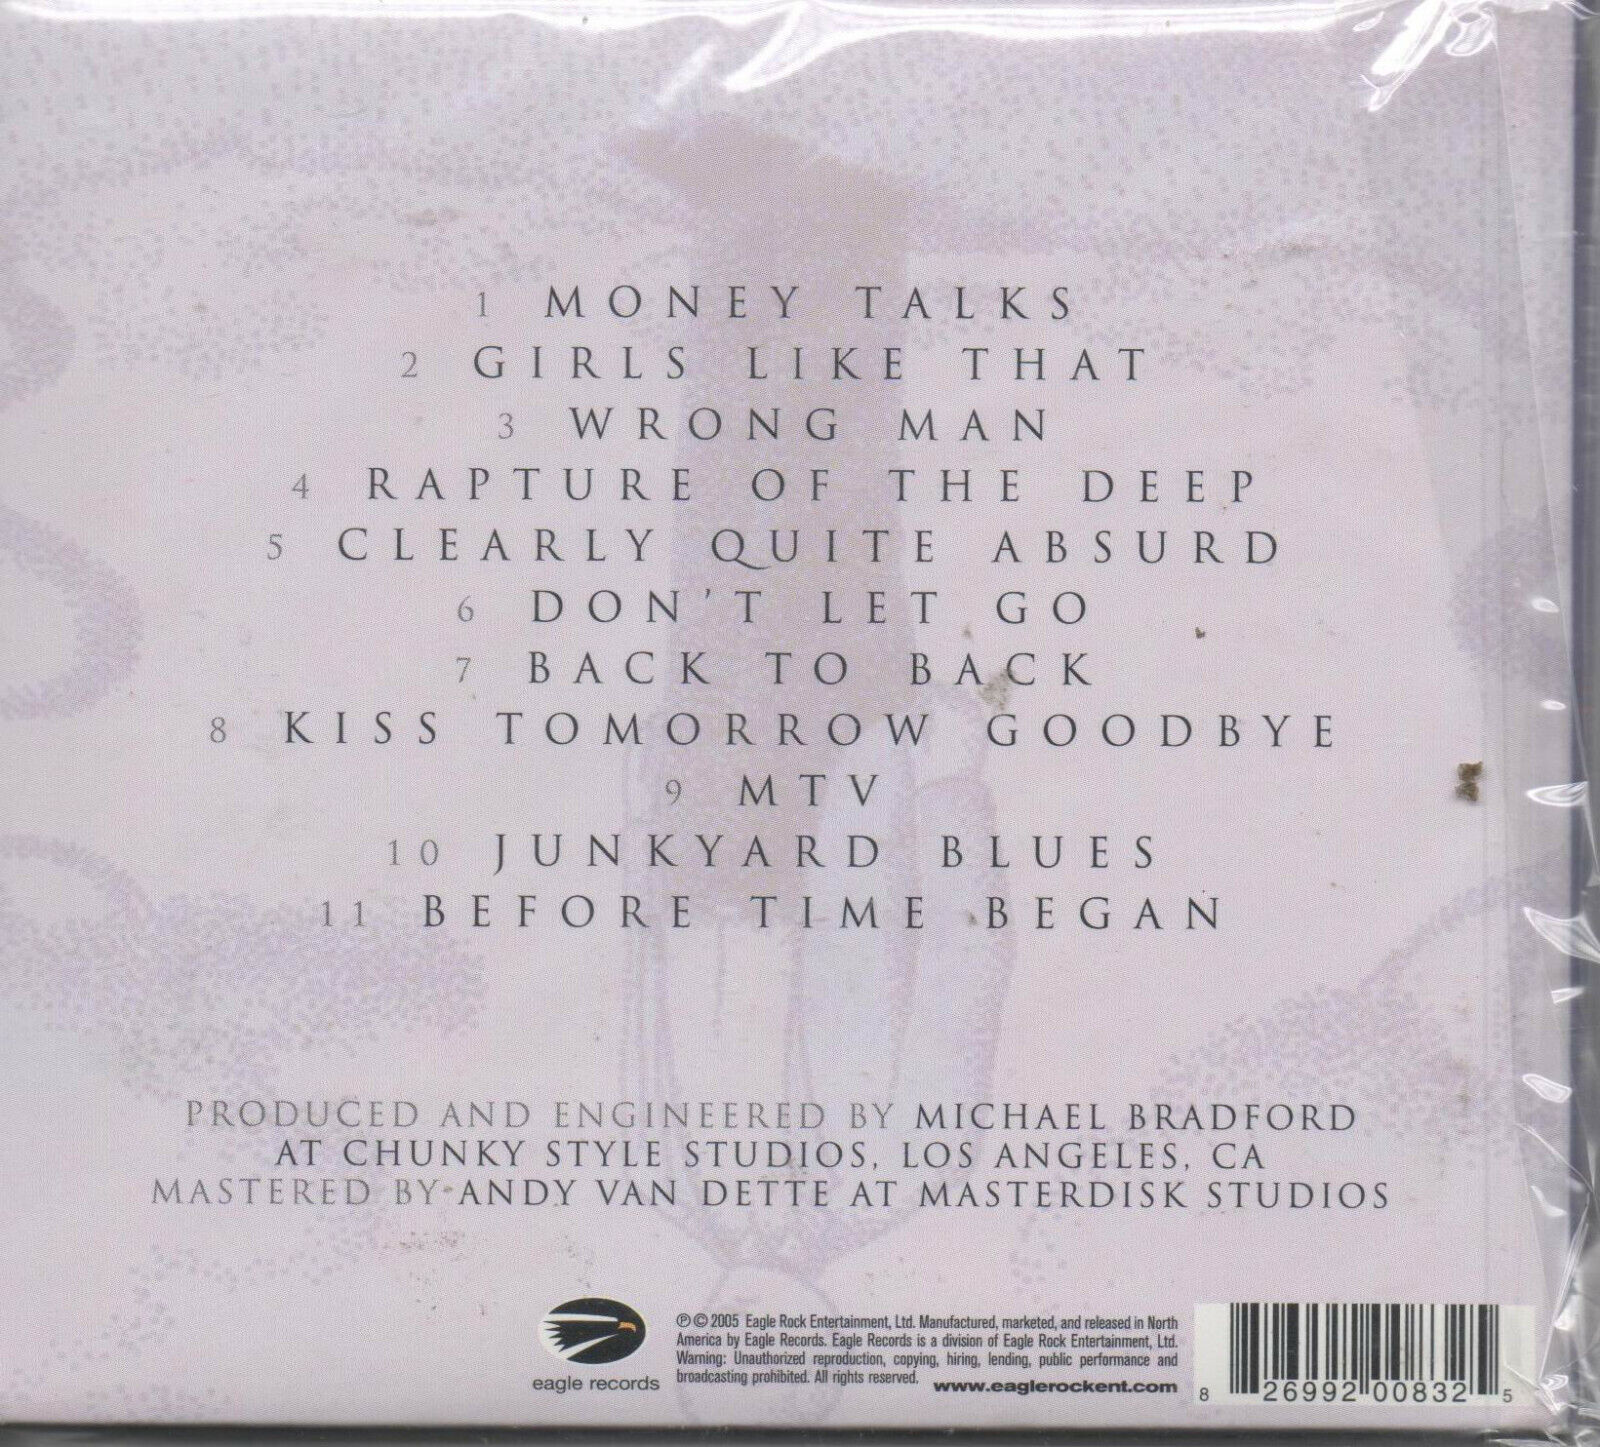 1 MONEY TALKS
2 GIRLS LIKE THAT
3 WRONG MAN
4 RAPTURE OF THE DEEP
5 CLEARLY QUITE ABSURD
6 DON'T LET GO
7 BACK TO BACK
8 KISS TOMORROW GOODBYE
9 MTV
10 JUNKYARD BLUES
11 BEFORE TIME BEGAN
PRODUCED AND ENGINEERED BY MICHAEL BRADFORD
AT CHUNKY STYLE STUDIOS, LOS ANGELES, CA
MASTERED BY ANDY VAN DETTE AT MASTERDISK STUDIOS
eagle records
℗ © 2005 Eagle Rock Entertainment, Ltd. Manufactured, marketed, and released in North
America by Eagle Records. Eagle Records is a division of Eagle Rock Entertainment, Ltd.
Warning: Unauthorized reproduction, copying, hiring, lending, public performance and
broadcasting prohibited. All rights reserved. www.eaglerockent.com
8 26992 00832 5